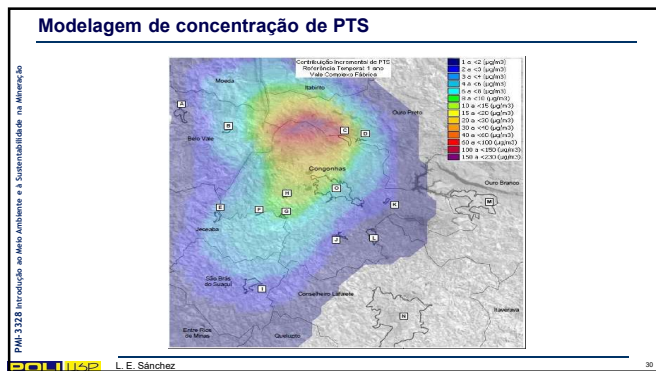 Modelagem de concentração de PTS
PMI-3328 Introdução ao Meio Ambiente e à Sustentabilidade na Mineração
Contribuição Incremental de PTS
Referência Temporal 1 ano
Vale Complexo Fábrica
1 a <2 (µg/m3)
2 a <3 (µg/m3)
3 a <4 (µg/m3)
4 a <6 (µg/m3)
6 a <8 (µg/m3)
8 a <10 (µg/m3)
10 a <15 (µg/m3)
15 a <20 (µg/m3)
20 a <30 (µg/m3)
30 a <40 (µg/m3)
40 a <60 (µg/m3)
60 a <100 (µg/m3)
100 a <150 (µg/m3)
150 a <230 (µg/m3)
Moeda
Itabirito
A
Ouro Preto
B
C
D
Belo Vale
Congonhas
Ouro Branco
H
O
M
E
F
G
K
Jeceaba
J
L
São Brás
do Suaçuí
I
Conselheiro Lafaiete
N
Itaverava
Entre Rios
de Minas
Queluzito
POLI USP
L. E. Sánchez
30